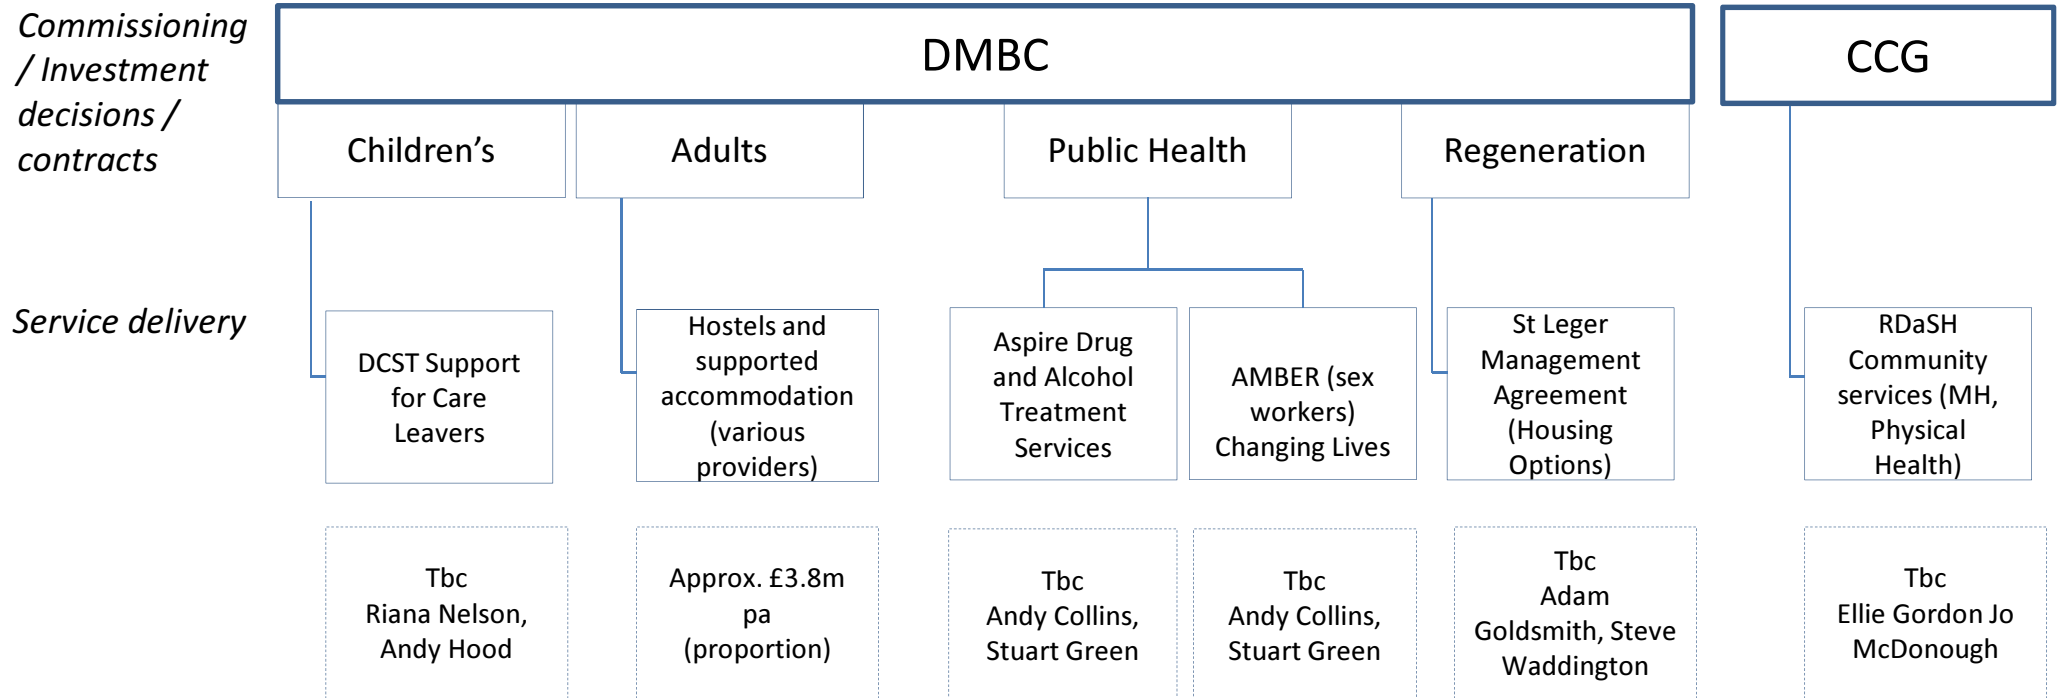 Commissioning
/ Investment
decisions /
contracts
DMBC
CCG
Children’s
Adults
Public Health
Regeneration
Service delivery
DCST Support
for Care
Leavers
Hostels and
supported
accommodation
(various
providers)
Aspire Drug
and Alcohol
Treatment
Services
AMBER (sex
workers)
Changing Lives
St Leger
Management
Agreement
(Housing
Options)
RDaSH
Community
services (MH,
Physical
Health)
Tbc
Riana Nelson,
Andy Hood
Approx. £3.8m
pa
(proportion)
Tbc
Andy Collins,
Stuart Green
Tbc
Andy Collins,
Stuart Green
Tbc
Adam
Goldsmith, Steve
Waddington
Tbc
Ellie Gordon Jo
McDonough